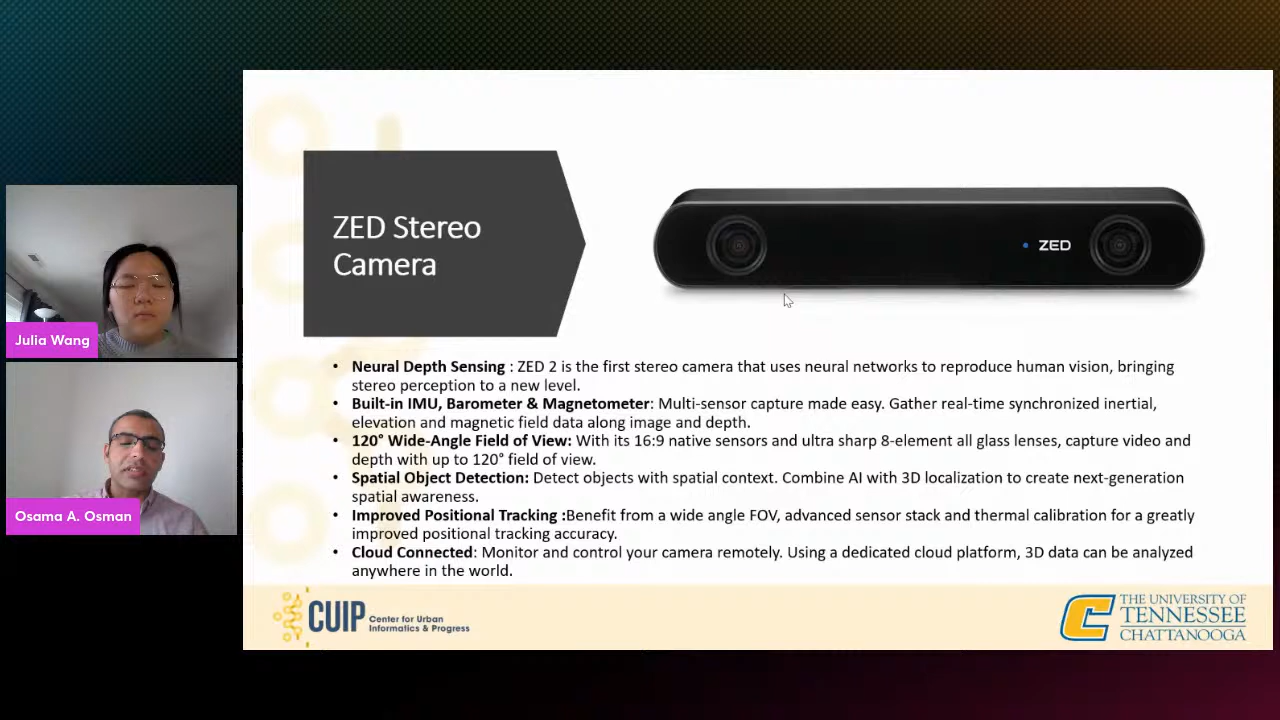 Julia Wang
Osama A. Osman
ZED Stereo
Camera
ZED
• Neural Depth Sensing : ZED 2 is the first stereo camera that uses neural networks to reproduce human vision, bringing
stereo perception to a new level.
• Built-in IMU, Barometer & Magnetometer: Multi-sensor capture made easy. Gather real-time synchronized inertial,
elevation and magnetic field data along image and depth.
• 120° Wide-Angle Field of View: With its 16:9 native sensors and ultra sharp 8-element all glass lenses, capture video and
depth with up to 120° field of view.
• Spatial Object Detection: Detect objects with spatial context. Combine AI with 3D localization to create next-generation
spatial awareness.
• Improved Positional Tracking :Benefit from a wide angle FOV, advanced sensor stack and thermal calibration for a greatly
improved positional tracking accuracy.
• Cloud Connected: Monitor and control your camera remotely. Using a dedicated cloud platform, 3D data can be analyzed
anywhere in the world.
CUIP Center for Urban
Informatics & Progress
THE UNIVERSITY OF
TENNESSEE
CHATTANOOGA